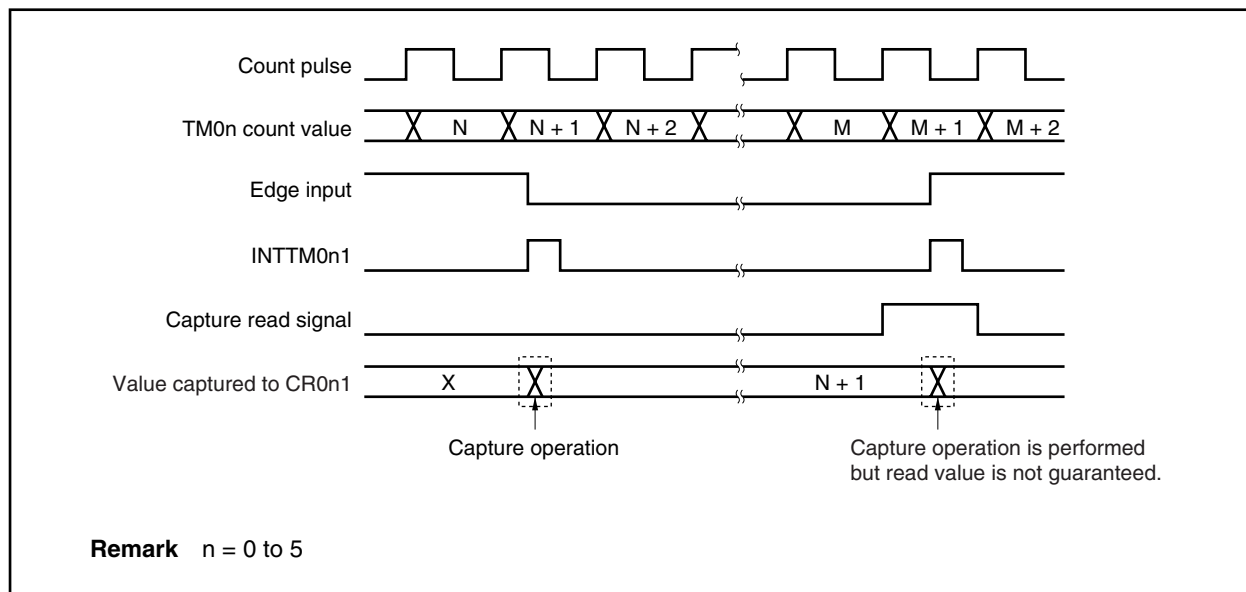 Count pulse
TM0n count value N N + 1 N + 2 M M + 1 M + 2
Edge input
INTTM0n1
Capture read signal
Value captured to CR0n1 X N + 1
Capture operation
Capture operation is performed
but read value is not guaranteed.
Remark n = 0 to 5